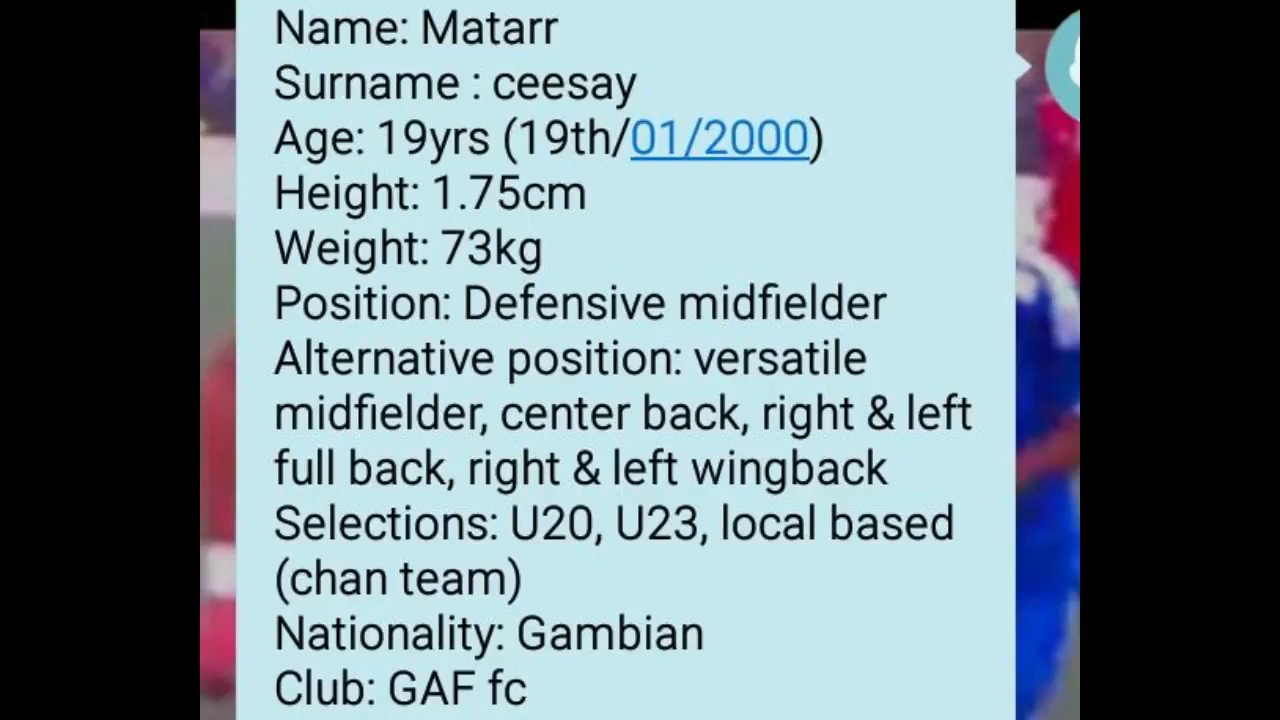 Name: Matarr
Surname : ceesay
Age: 19yrs (19th/01/2000)
Height: 1.75cm
Weight: 73kg
Position: Defensive midfielder
Alternative position: versatile
midfielder, center back, right & left
full back, right & left wingback
Selections: U20, U23, local based
(chan team)
Nationality: Gambian
Club: GAF fc